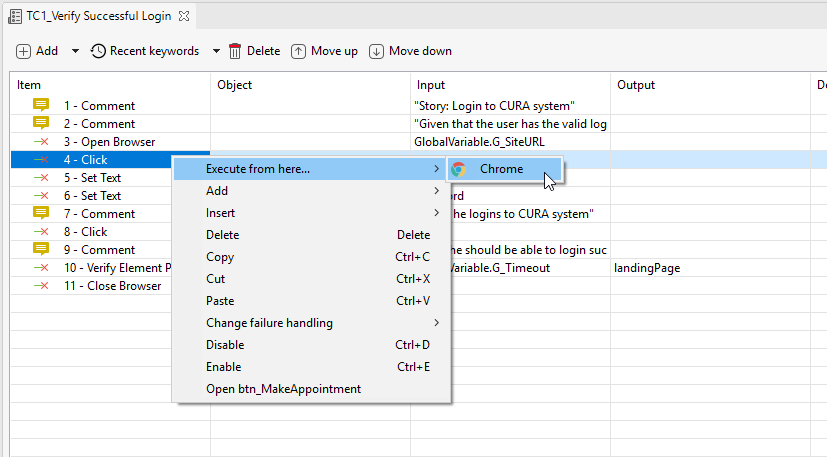 TC1_Verify Successful Login
Add Recent keywords Delete Move up Move down
Item Object Input Output
1 - Comment "Story: Login to CURA system"
2 - Comment "Given that the user has the valid log
3 - Open Browser GlobalVariable.G_SiteURL
4 - Click
Execute from here... Chrome
5 - Set Text
Add
6 - Set Text
Insert
7 - Comment he logins to CURA system"
8 - Click
Delete Delete
9 - Comment me should be able to login suc
Copy Ctrl+C
10 - Verify Element P Variable.G_Timeout landingPage
Cut Ctrl+X
11 - Close Browser
Paste Ctrl+V
Change failure handling
Disable Ctrl+D
Enable Ctrl+E
Open btn_MakeAppointment